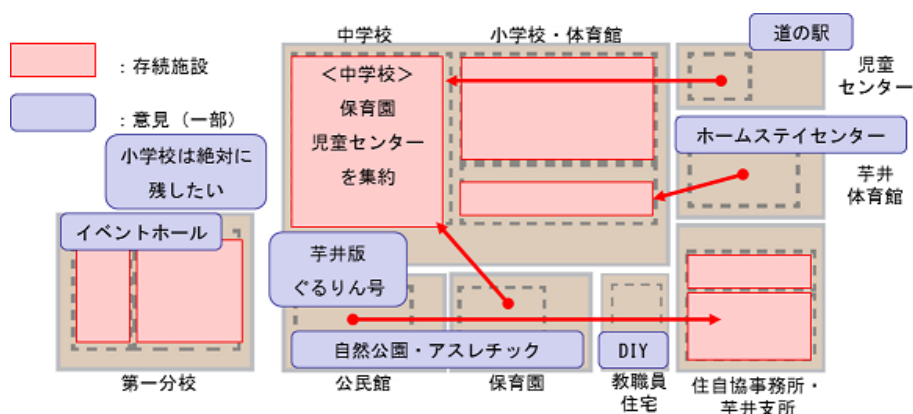 中学校
小学校・体育館
道の駅
：存続施設
＜中学校＞
保育園
児童センター
を集約
児童
センター
：意見（一部）
小学校は絶対に
残したい
ホームステイセンター
芋井
体育館
イベントホール
芋井版
ぐるりん号
自然公園・アスレチック
DIY
第一分校
公民館
保育園
教職員
住宅
住自協事務所・
芋井支所